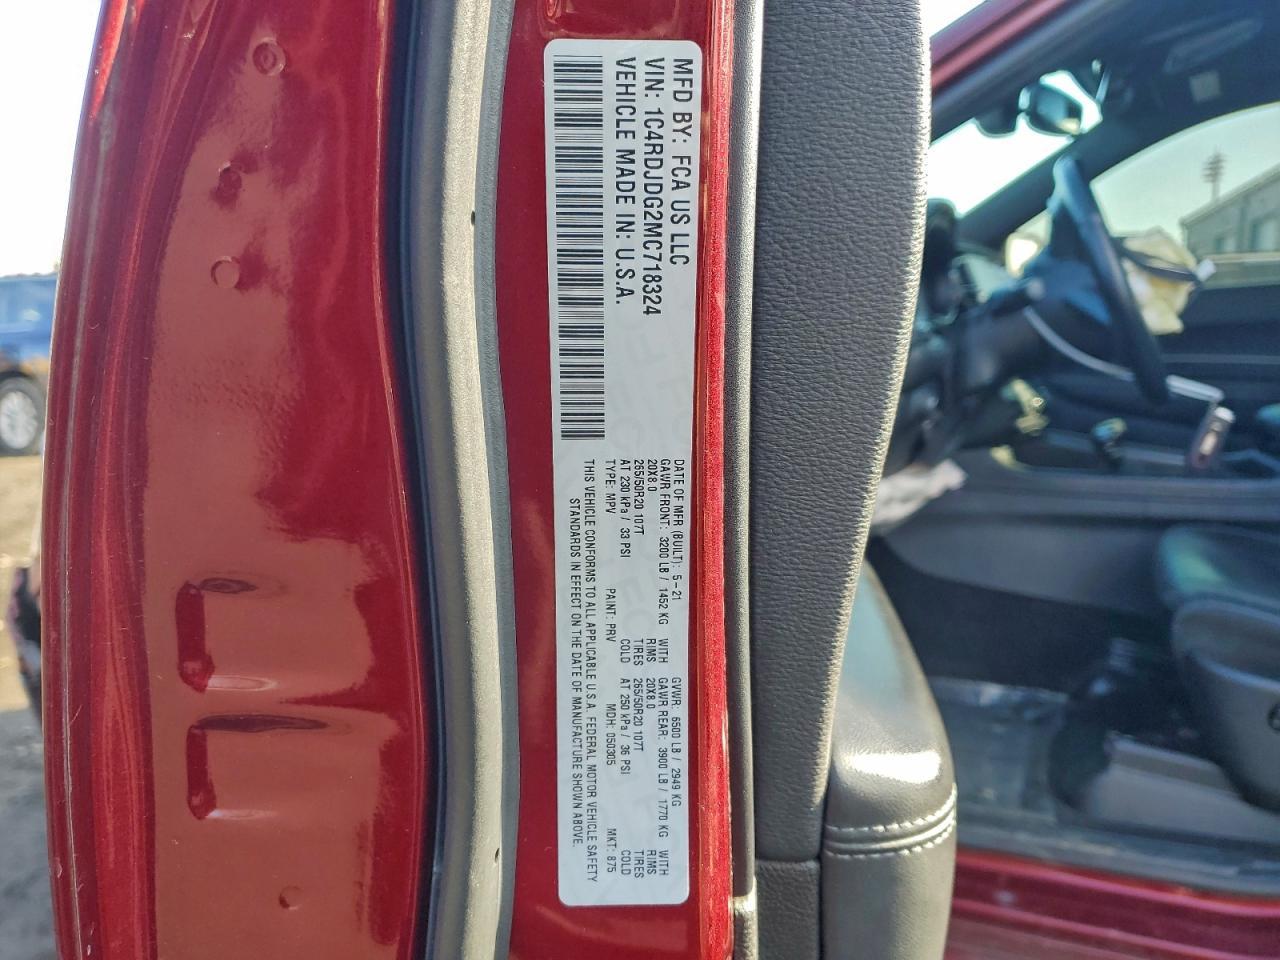 MFD BY: FCA US LLC
VIN: 1C4RDJDG2MC718324
VEHICLE MADE IN: U.S.A.
DATE OF MFR (BUILT): 5-21 GVWR: 6500 LB / 2949 KG
GAWR FRONT: 3200 LB / 1452 KG WITH GAWR REAR: 3900 LB / 1770 KG WITH
20X8.0 RIMS 20X8.0 RIMS
265/50R20 107T TIRES 265/50R20 107T TIRES
AT 230 kPa / 33 PSI COLD AT 250 kPa / 36 PSI COLD
TYPE: MPV PAINT: PRV MDH: 050305 MKT: 875
THIS VEHICLE CONFORMS TO ALL APPLICABLE U.S.A. FEDERAL MOTOR VEHICLE SAFETY
STANDARDS IN EFFECT ON THE DATE OF MANUFACTURE SHOWN ABOVE.